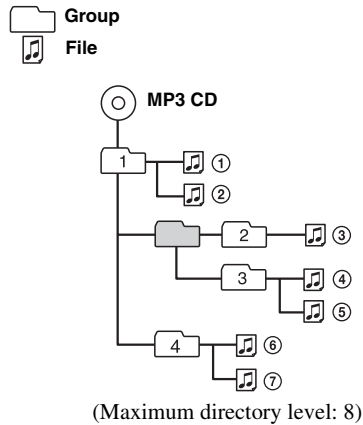 Group
File
MP3 CD
1
①
②
2
③
3
④
⑤
4
⑥
⑦
(Maximum directory level: 8)